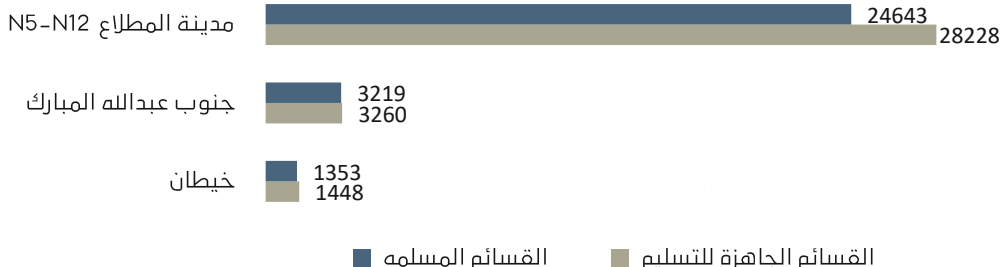 مدينة المطلاع N5-N12
24643
28228
جنوب عبدالله المبارك
3219
3260
خيطان
1353
1448
القسائم المسلمه
القسائم الجاهزة للتسليم